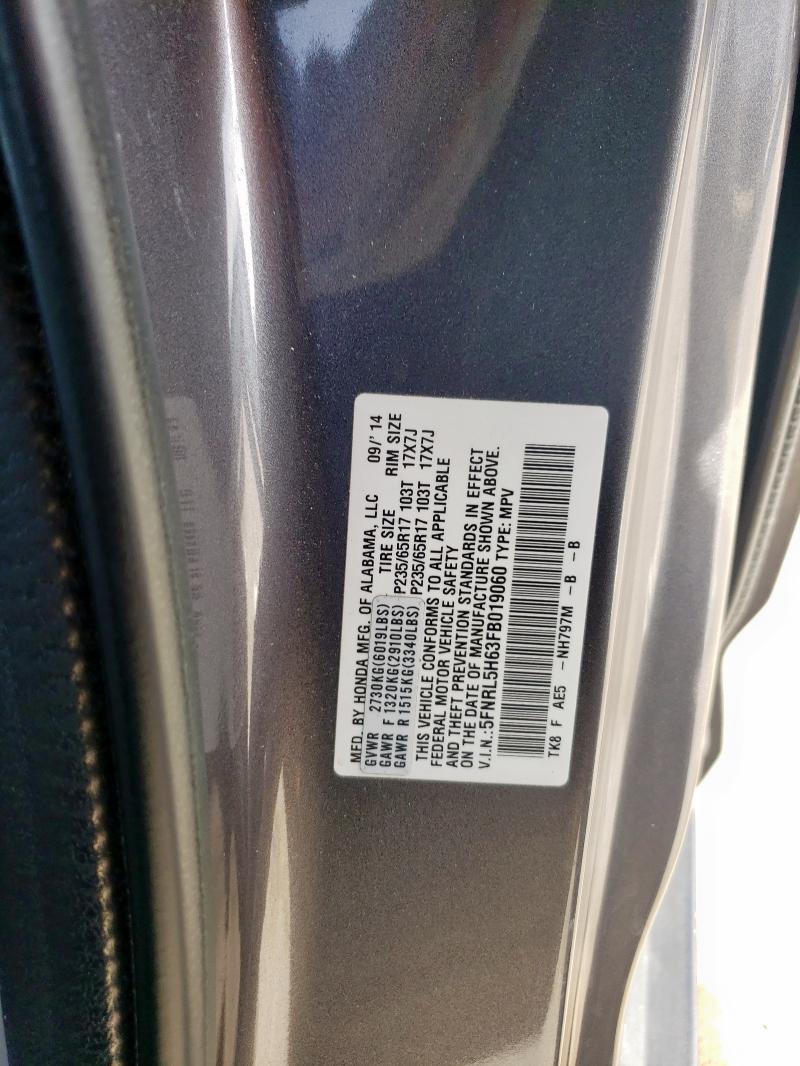 MFD. BY HONDA MFG. OF ALABAMA, LLC 09/' 14
GVWR 2730KG(6019LBS) TIRE SIZE RIM SIZE
GAWR F 1320KG(2910LBS) P235/65R17 103T 17X7J
GAWR R 1515KG(3340LBS) P235/65R17 103T 17X7J
THIS VEHICLE CONFORMS TO ALL APPLICABLE
FEDERAL MOTOR VEHICLE SAFETY
AND THEFT PREVENTION STANDARDS IN EFFECT
ON THE DATE OF MANUFACTURE SHOWN ABOVE.
V.I.N.:5FNRL5H63FB019060 TYPE: MPV
TK8 F AE5 -NH797M -B -B